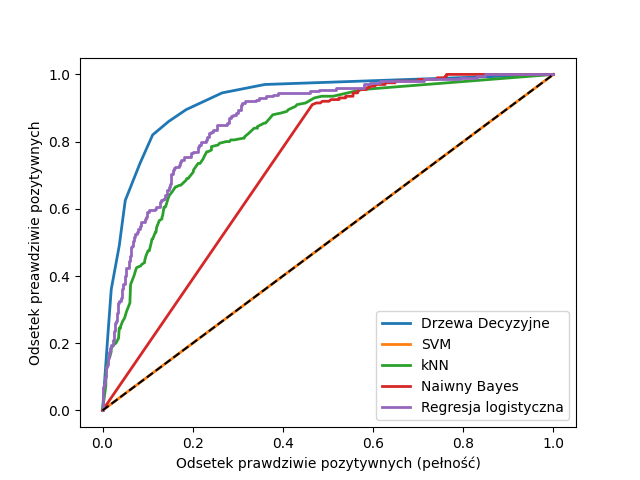 1.0
0.8
0.6
0.4
0.2
0.0
Odsetek preawdziwie pozytywnych
0.0 0.2 0.4 0.6 0.8 1.0
Odsetek prawdziwie pozytywnych (pełność)
Drzewa Decyzyjne
SVM
kNN
Naiwny Bayes
Regresja logistyczna